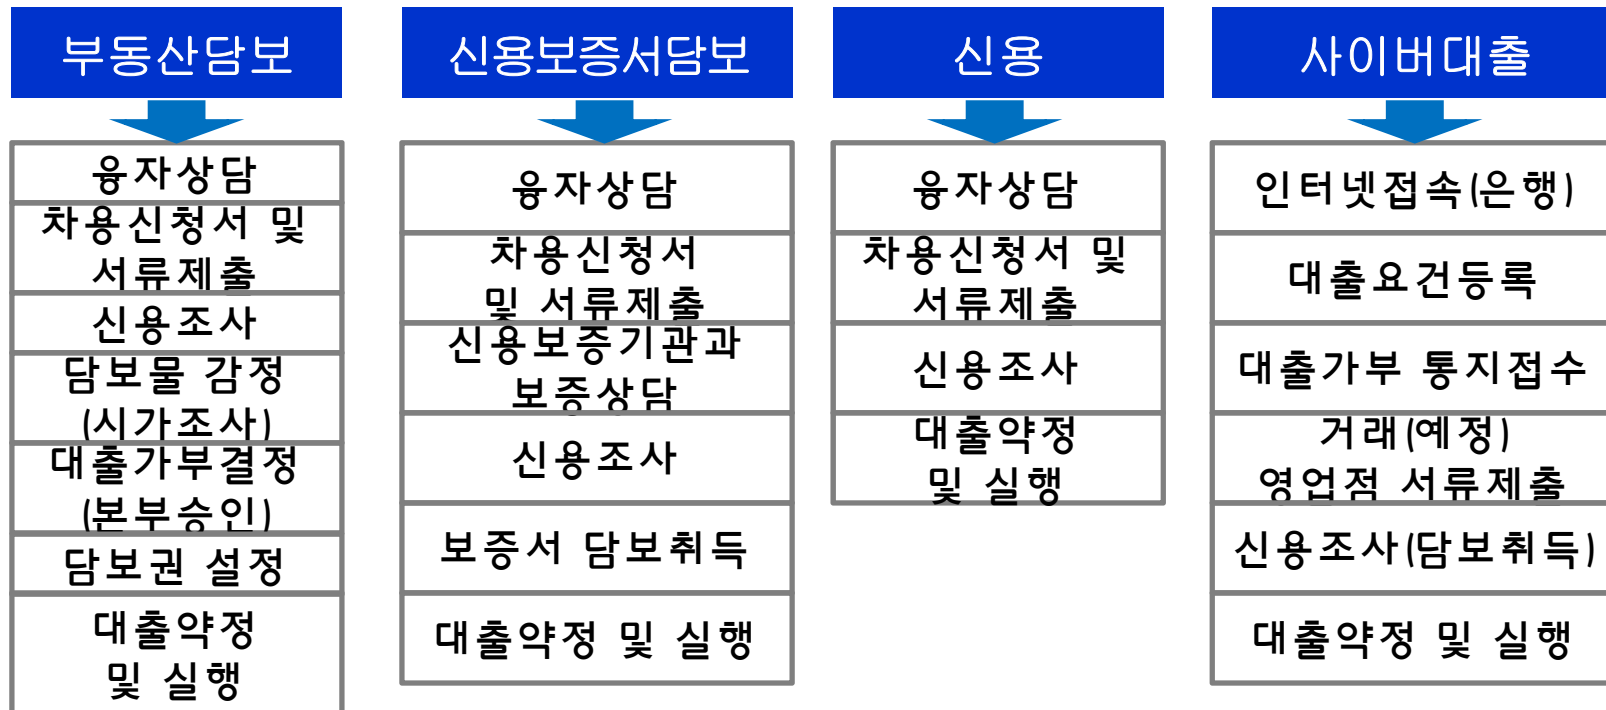 부동산담보
융자상담
차용신청서 및
서류제출
신용조사
담보물 감정
(시가조사)
대출가부결정
(본부승인)
담보권 설정
대출약정
및 실행
신용보증서담보
융자상담
차용신청서
및 서류제출
신용보증기관과
보증상담
신용조사
보증서 담보취득
대출약정 및 실행
신용
융자상담
차용신청서 및
서류제출
신용조사
대출약정
및 실행
사이버대출
인터넷접속(은행)
대출요건등록
대출가부 통지접수
거래(예정)
영업점 서류제출
신용조사(담보취득)
대출약정 및 실행